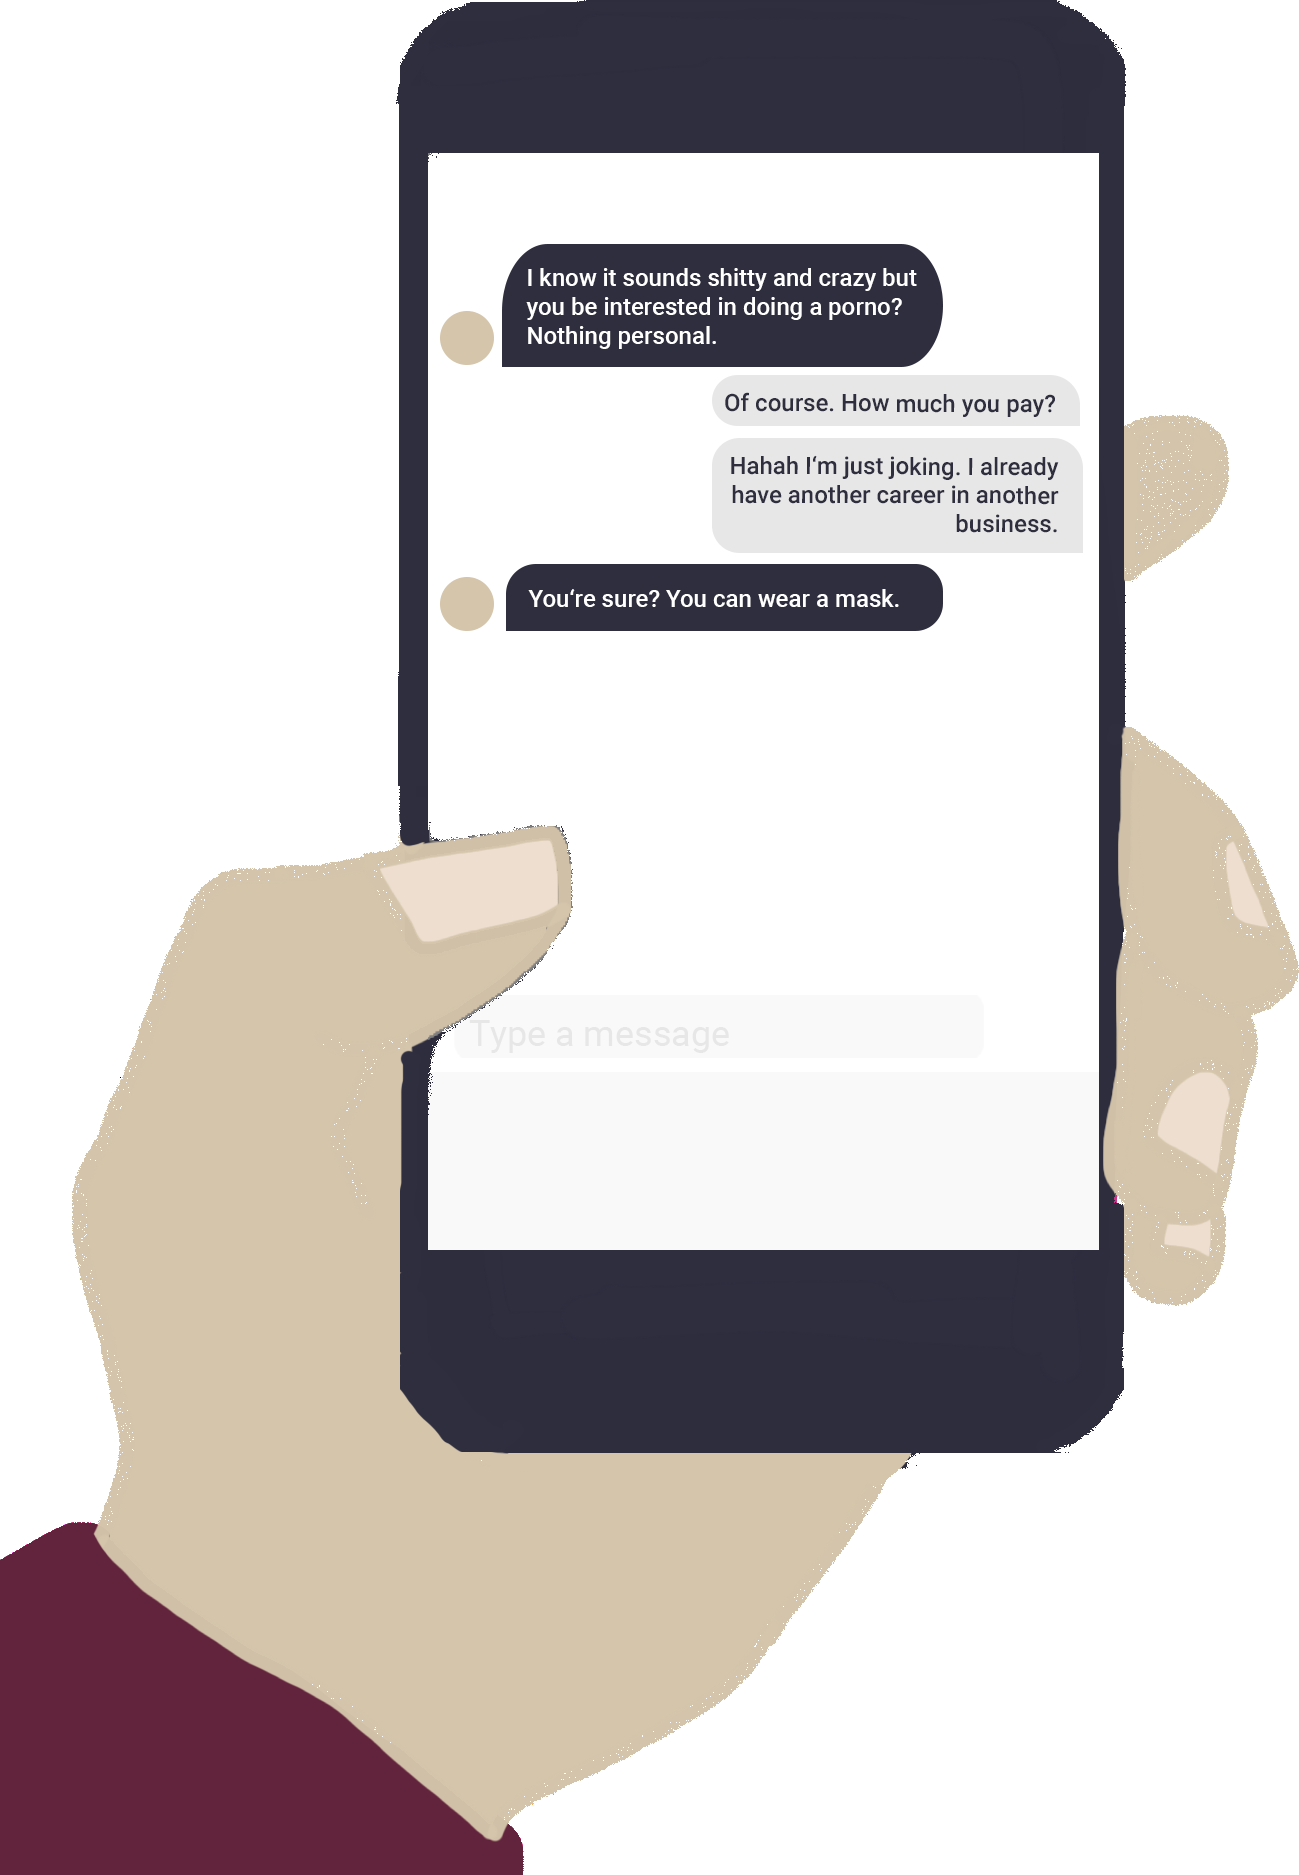 I know it sounds shitty and crazy but
you be interested in doing a porno?
Nothing personal.
Of course. How much you pay?
Hahah I‘m just joking. I already
have another career in another
business.
You‘re sure? You can wear a mask.
Type a message